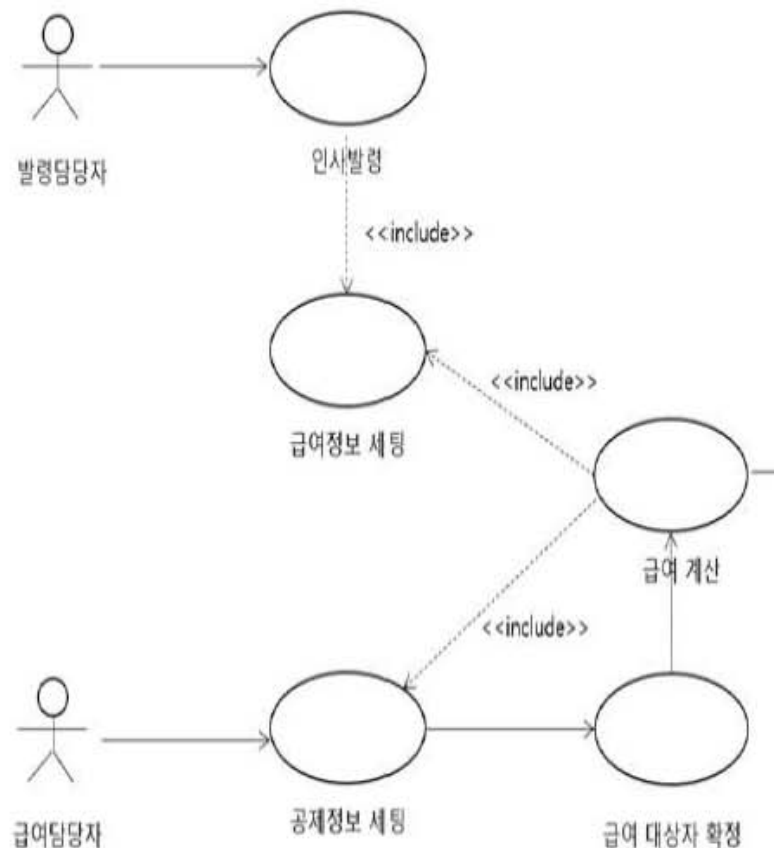 인사발령
발령담당자
<<include>>
<<include>>
급여정보 세팅
급여 계산
<<include>>
공제정보 세팅
급여담당자
급여 대상자 확정